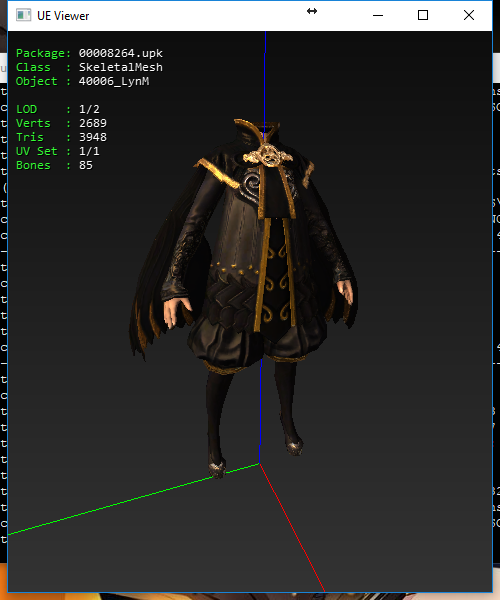 UE Viewer
Package: 00008264.upk
Class : SkeletalMesh
Object : 40006_LynM
LOD : 1/2
Verts : 2689
Tris : 3948
UV Set : 1/1
Bones : 85